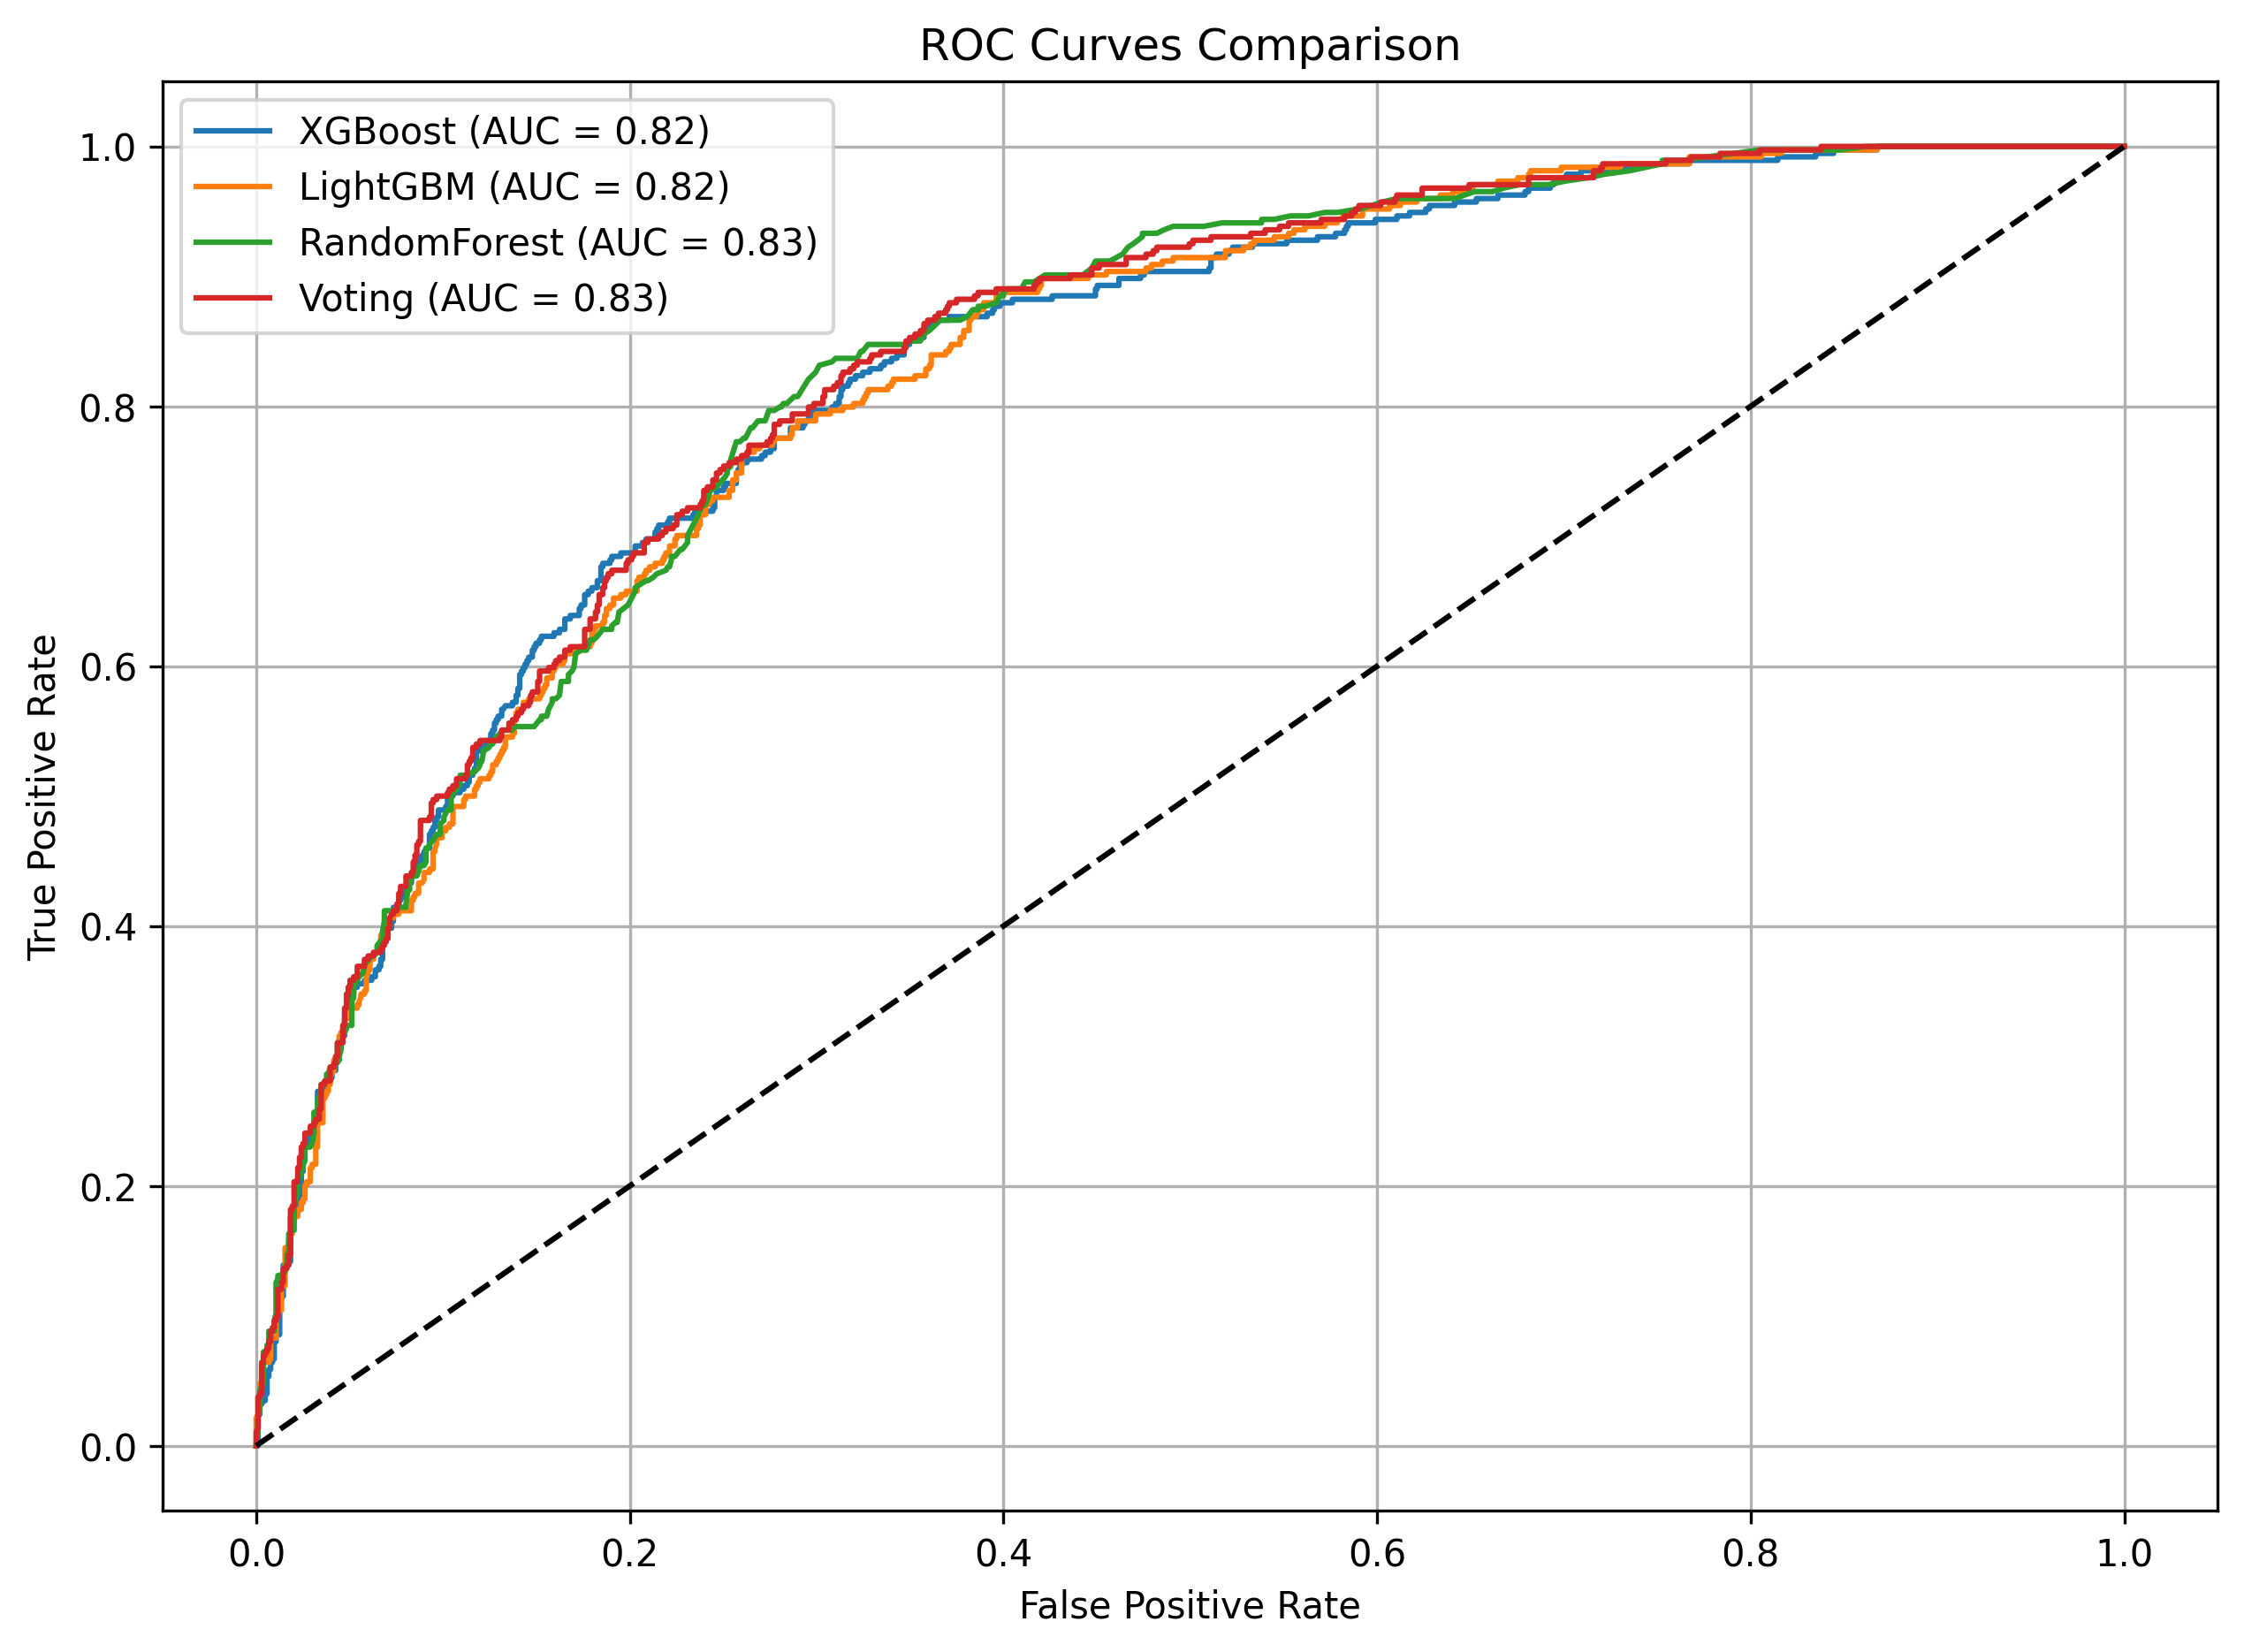 ROC Curves Comparison
XGBoost (AUC = 0.82)
LightGBM (AUC = 0.82)
RandomForest (AUC = 0.83)
Voting (AUC = 0.83)
True Positive Rate
1.0
0.8
0.6
0.4
0.2
0.0
0.0 0.2 0.4 0.6 0.8 1.0
False Positive Rate